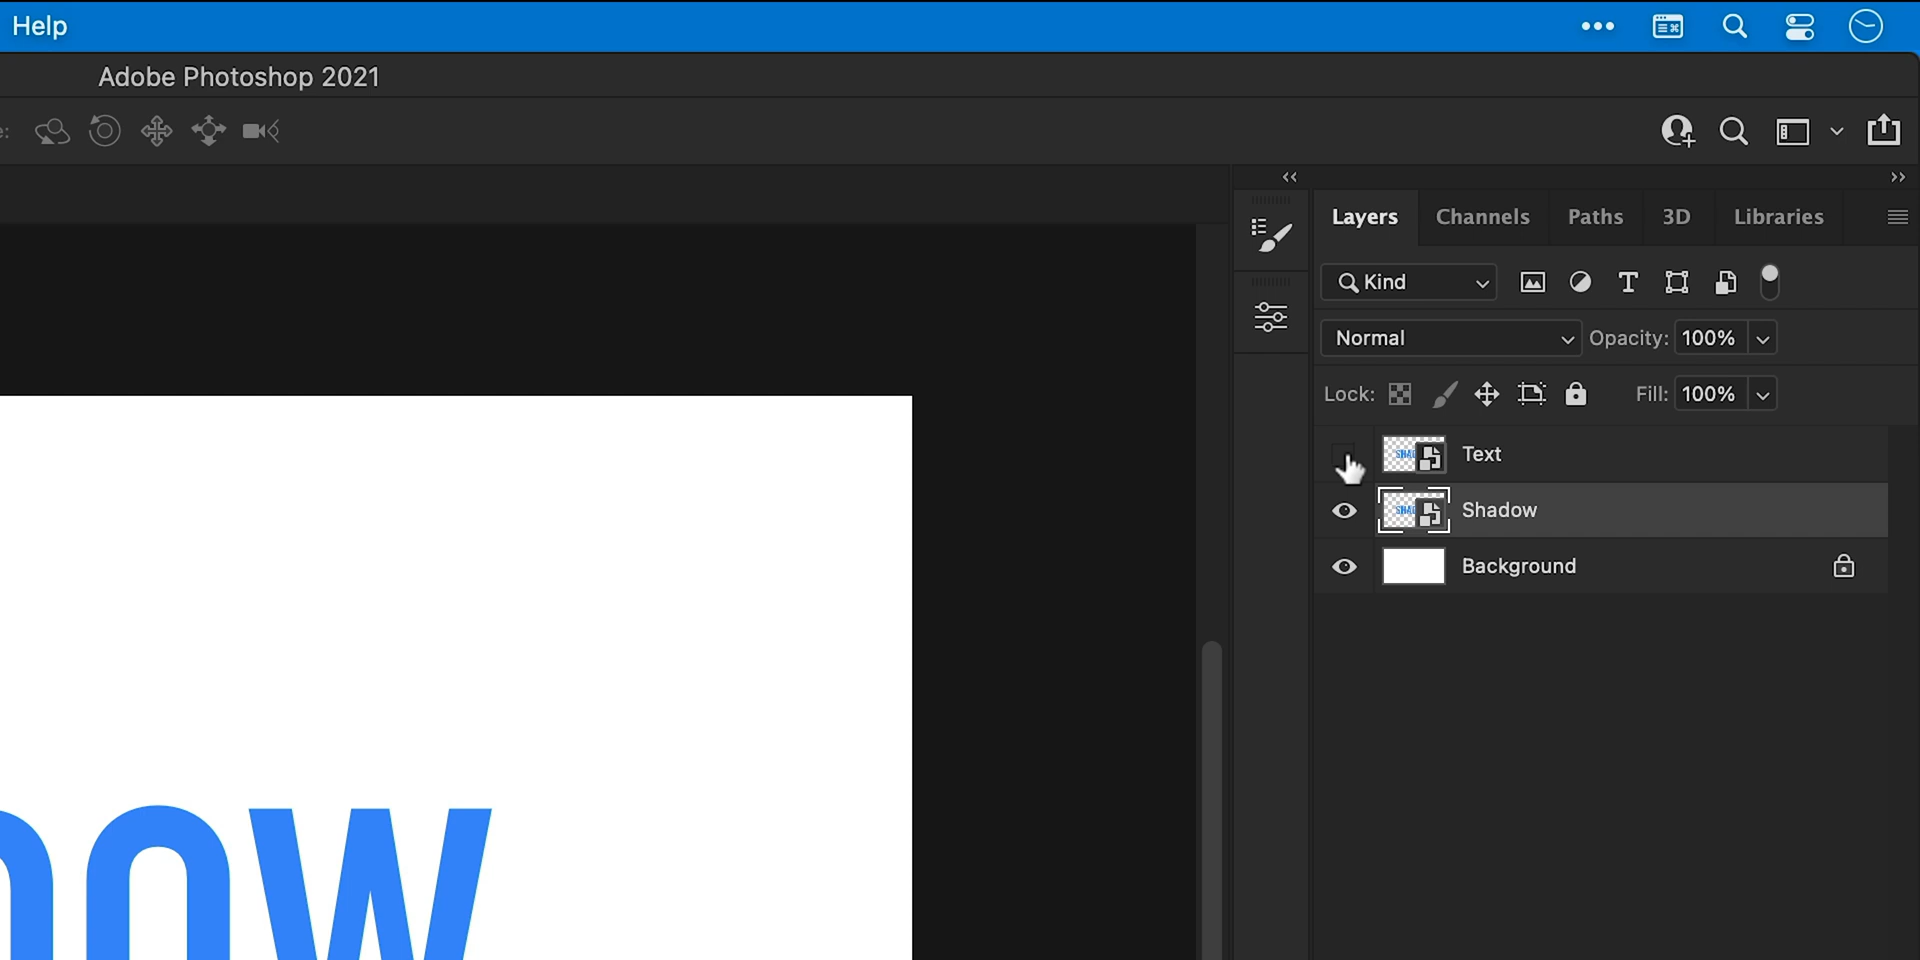 Help
Adobe Photoshop 2021
e:
Layers Channels Paths 3D Libraries
Kind
Normal Opacity: 100%
Lock: Fill: 100%
Text
Shadow
Background